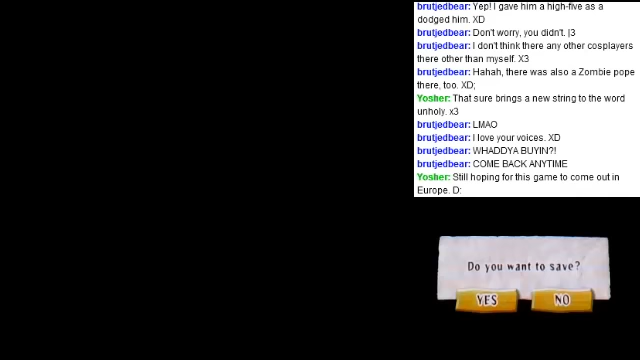 brutjedbear: Yep! I gave him a high-five as a
dodged him. XD
brutjedbear: Don't worry, you didn't. |3
brutjedbear: I don't think there any other cosplayers
there other than myself. X3
brutjedbear: Hahah, there was also a Zombie pope
there, too. XD;
Yosher: That sure brings a new string to the word
unholy. x3
brutjedbear: LMAO
brutjedbear: I love your voices. XD
brutjedbear: WHADDYA BUYIN?!
brutjedbear: COME BACK ANYTIME
Yosher: Still hoping for this game to come out in
Europe. D:
Do you want to save?
YES NO